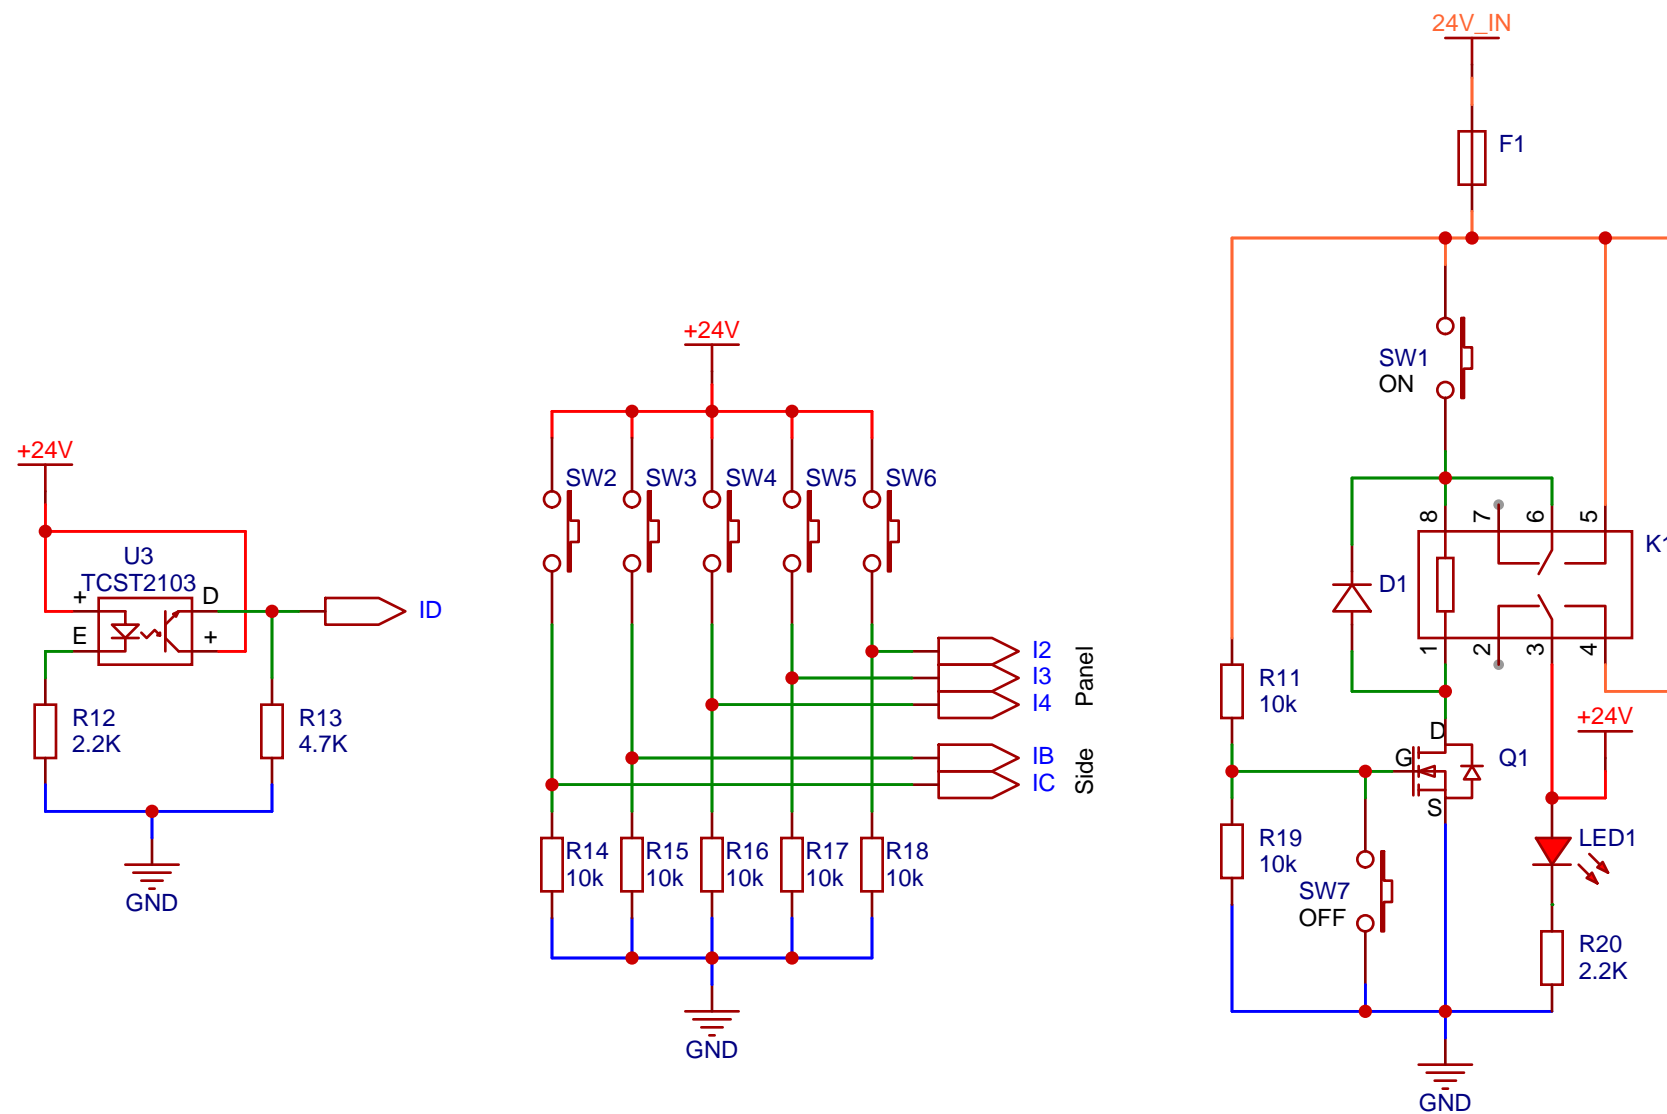 24V_IN
F1
SW1
ON
+24V
SW2
SW3
SW4
SW5
SW6
+24V
U3
TCST2103
+
D
E
+
ID
R12
2.2K
R13
4.7K
GND
I2
I3
I4
Panel
IB
IC
Side
R14
10k
R15
10k
R16
10k
R17
10k
R18
10k
GND
8
7
6
5
K1
D1
1
2
3
4
R11
10k
+24V
D
G
S
Q1
R19
10k
SW7
OFF
LED1
R20
2.2K
GND